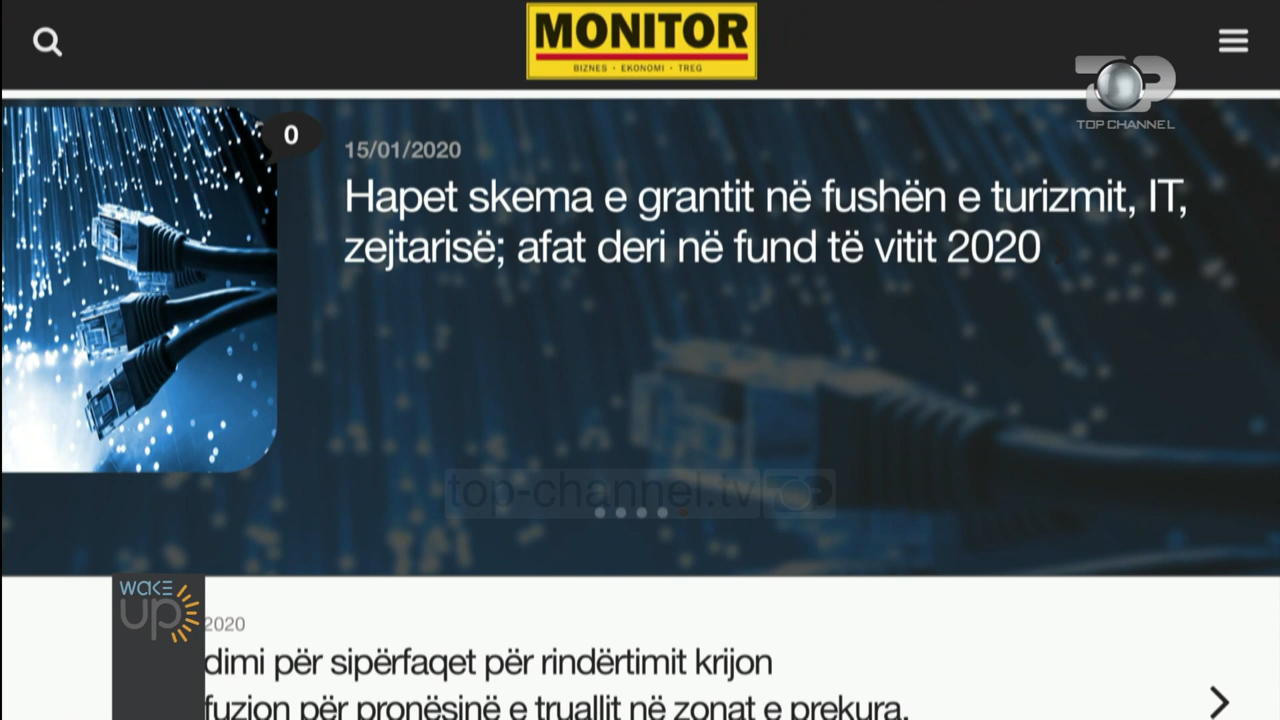 MONITOR
BIZNES · EKONOMI · TREG
TOP CHANNEL
0
15/01/2020
Hapet skema e grantit në fushën e turizmit, IT,
zejtarisë; afat deri në fund të vitit 2020
top-channel.tv
WAKE
up
2020
dimi për sipërfaqet për rindërtimit krijon
fuzion për pronësinë e truallit në zonat e prekura.